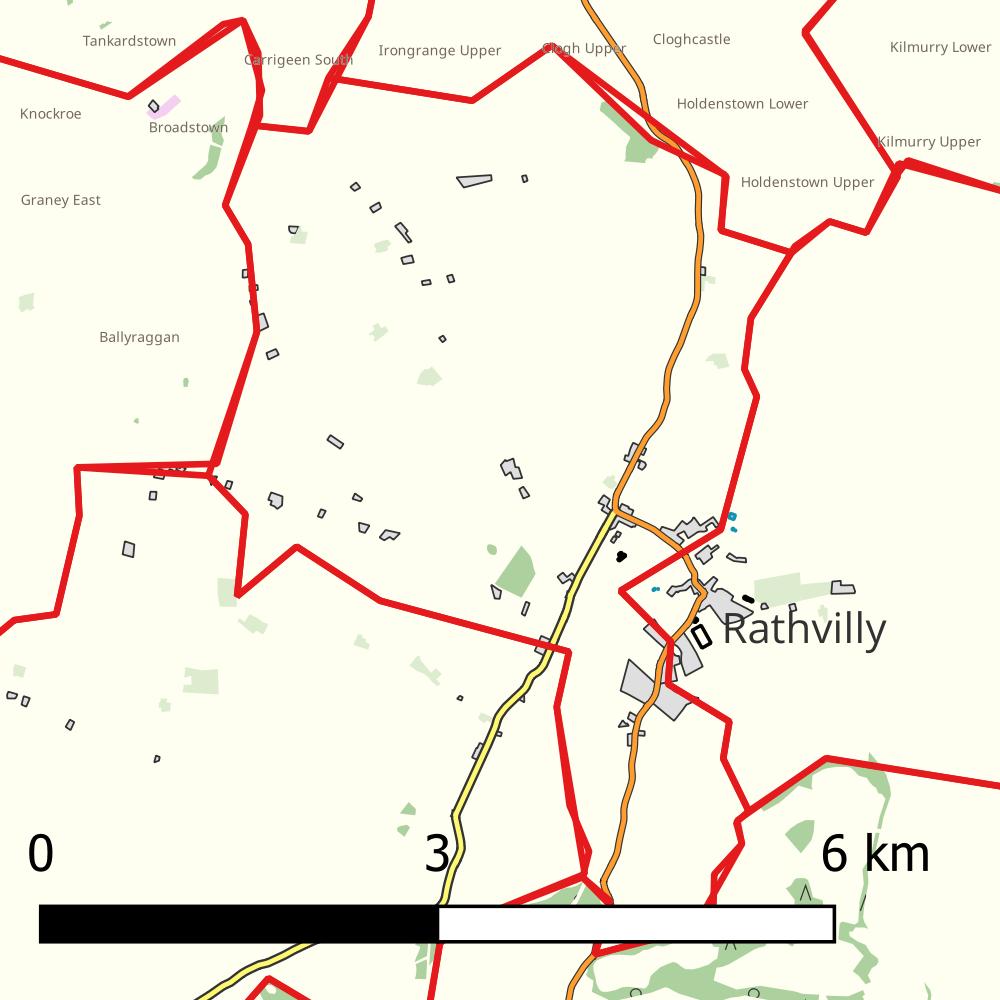 Tankardstown
Cloghcastle
Kilmurry Lower
Irongrange Upper
Clogh Upper
Carrigeen South
Holdenstown Lower
Knockroe
Broadstown
Kilmurry Upper
Holdenstown Upper
Graney East
Ballyraggan
Rathvilly
0 3 6 km